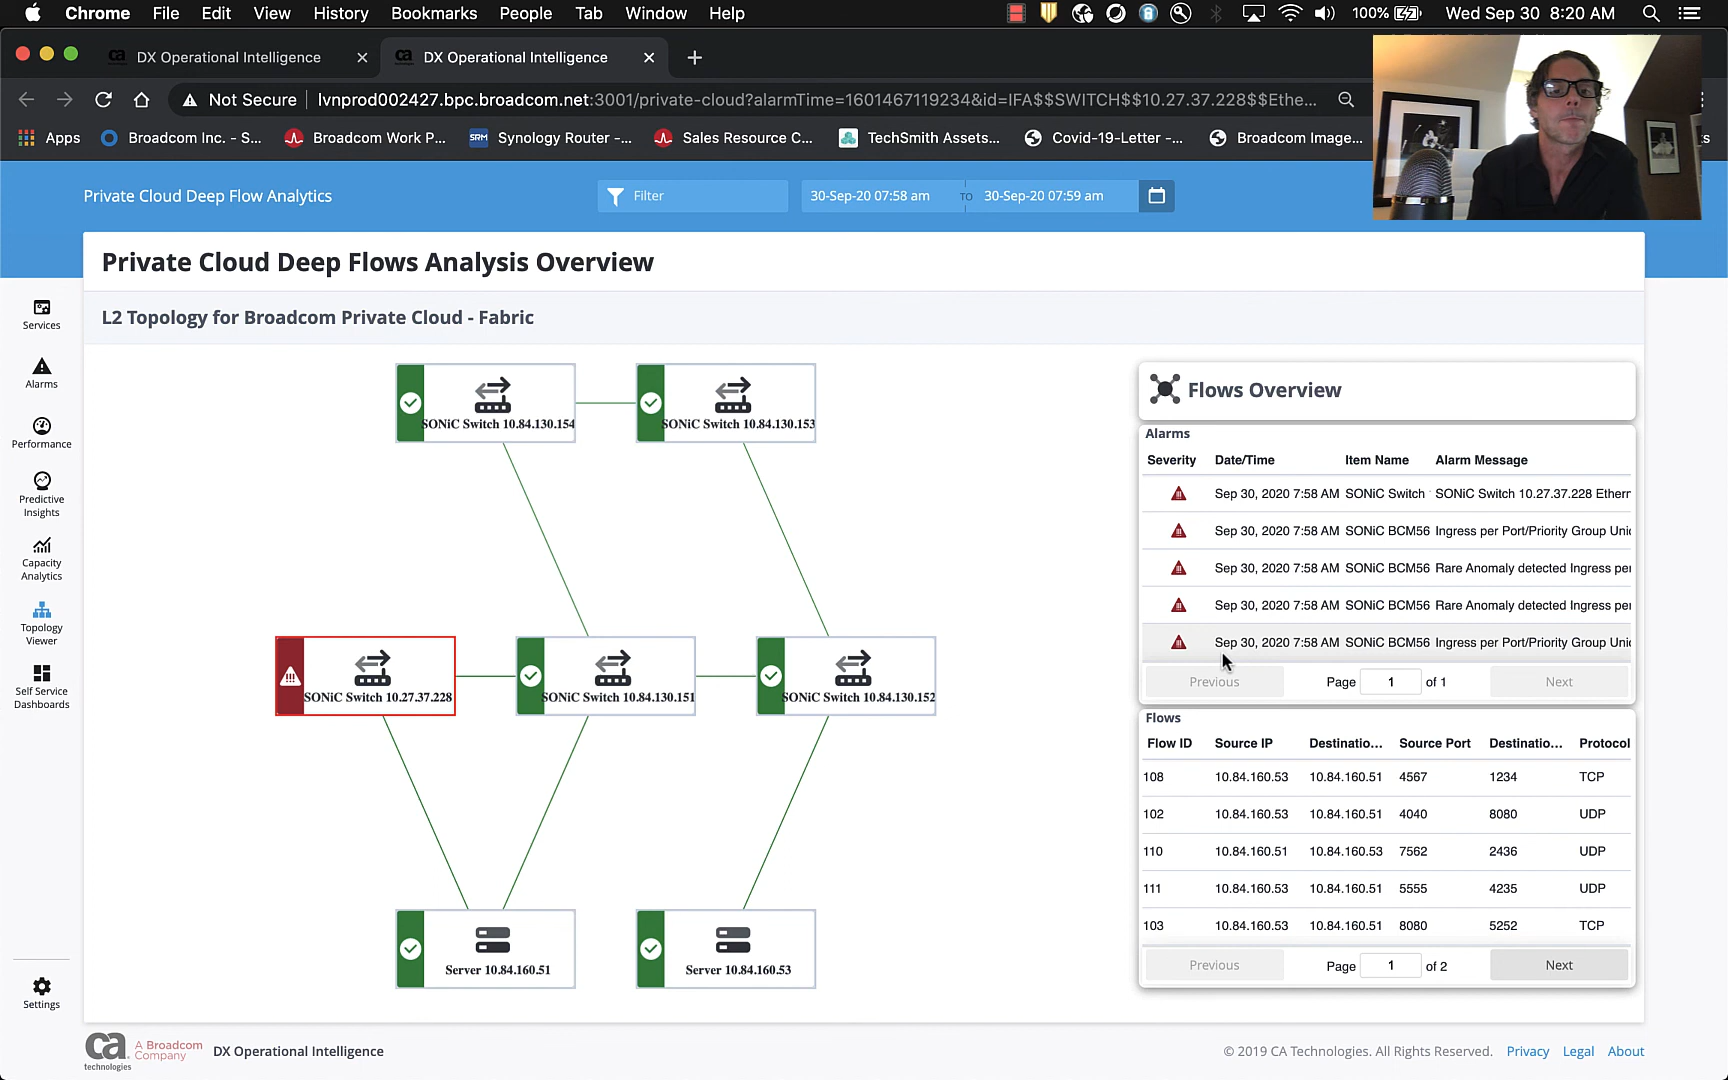 Chrome File Edit View History Bookmarks People Tab Window Help 100% Wed Sep 30 8:20 AM
DX Operational Intelligence
DX Operational Intelligence
Not Secure lvnprod002427.bpc.broadcom.net:3001/private-cloud?alarmTime=1601467119234&id=IFA$$SWITCH$$10.27.37.228$$Ethe...
Apps Broadcom Inc. - S... Broadcom Work P... SRM Synology Router -... Sales Resource C... TechSmith Assets... Covid-19-Letter -... Broadcom Image...
Private Cloud Deep Flow Analytics
Filter
30-Sep-20 07:58 am TO 30-Sep-20 07:59 am
Private Cloud Deep Flows Analysis Overview
L2 Topology for Broadcom Private Cloud - Fabric
Services
Alarms
Performance
Predictive
Insights
Capacity
Analytics
Topology
Viewer
Self Service
Dashboards
Settings
SONiC Switch 10.84.130.154
SONiC Switch 10.84.130.153
SONiC Switch 10.27.37.228
SONiC Switch 10.84.130.151
SONiC Switch 10.84.130.152
Server 10.84.160.51
Server 10.84.160.53
Flows Overview
Alarms
Severity Date/Time Item Name Alarm Message
Sep 30, 2020 7:58 AM SONiC Switch SONiC Switch 10.27.37.228 Ethern
Sep 30, 2020 7:58 AM SONiC BCM56 Ingress per Port/Priority Group Unic
Sep 30, 2020 7:58 AM SONiC BCM56 Rare Anomaly detected Ingress per
Sep 30, 2020 7:58 AM SONiC BCM56 Rare Anomaly detected Ingress per
Sep 30, 2020 7:58 AM SONiC BCM56 Ingress per Port/Priority Group Unic
Previous Page 1 of 1 Next
Flows
Flow ID Source IP Destinatio... Source Port Destinatio... Protocol
108 10.84.160.53 10.84.160.51 4567 1234 TCP
102 10.84.160.53 10.84.160.51 4040 8080 UDP
110 10.84.160.51 10.84.160.53 7562 2436 UDP
111 10.84.160.53 10.84.160.51 5555 4235 UDP
103 10.84.160.53 10.84.160.51 8080 5252 TCP
Previous Page 1 of 2 Next
ca
technologies
A Broadcom
Company
DX Operational Intelligence
© 2019 CA Technologies. All Rights Reserved. Privacy Legal About